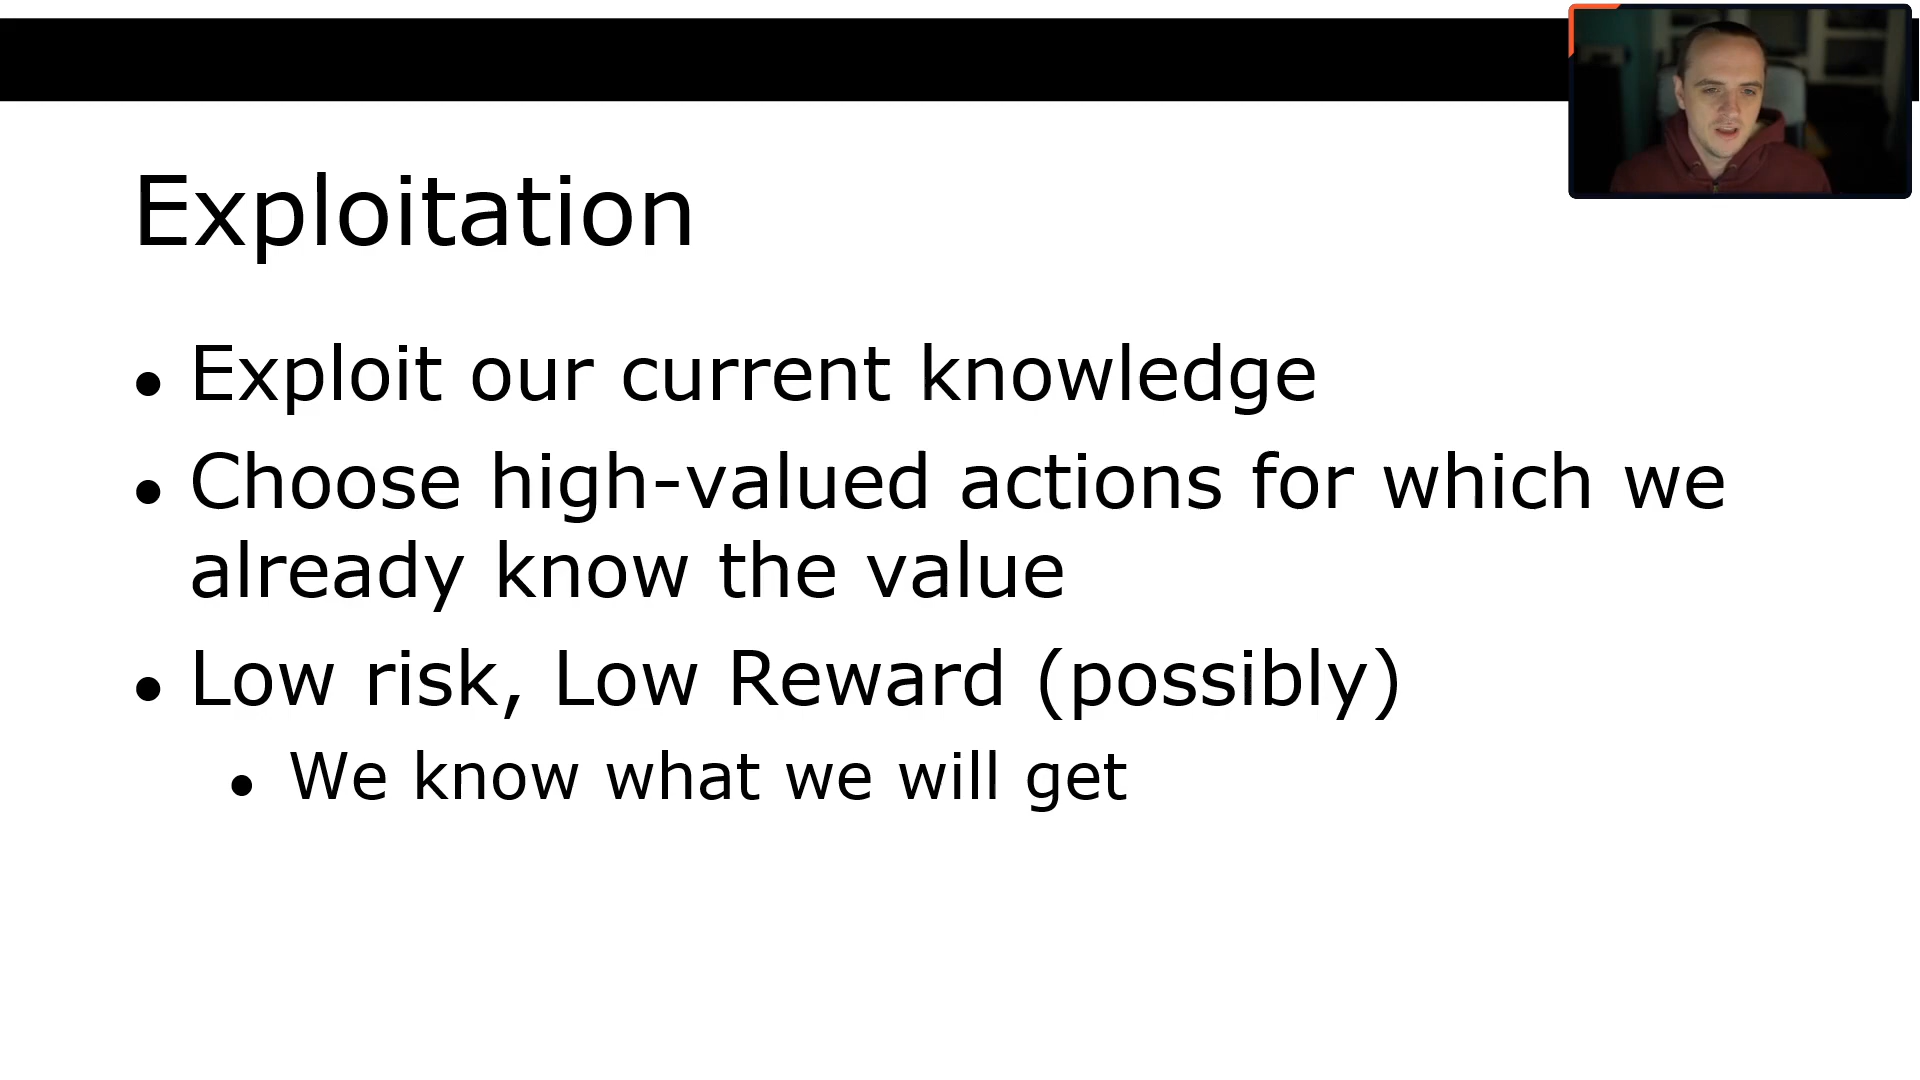 Exploitation
Exploit our current knowledge
Choose high-valued actions for which we
already know the value
Low risk, Low Reward (possibly)
We know what we will get